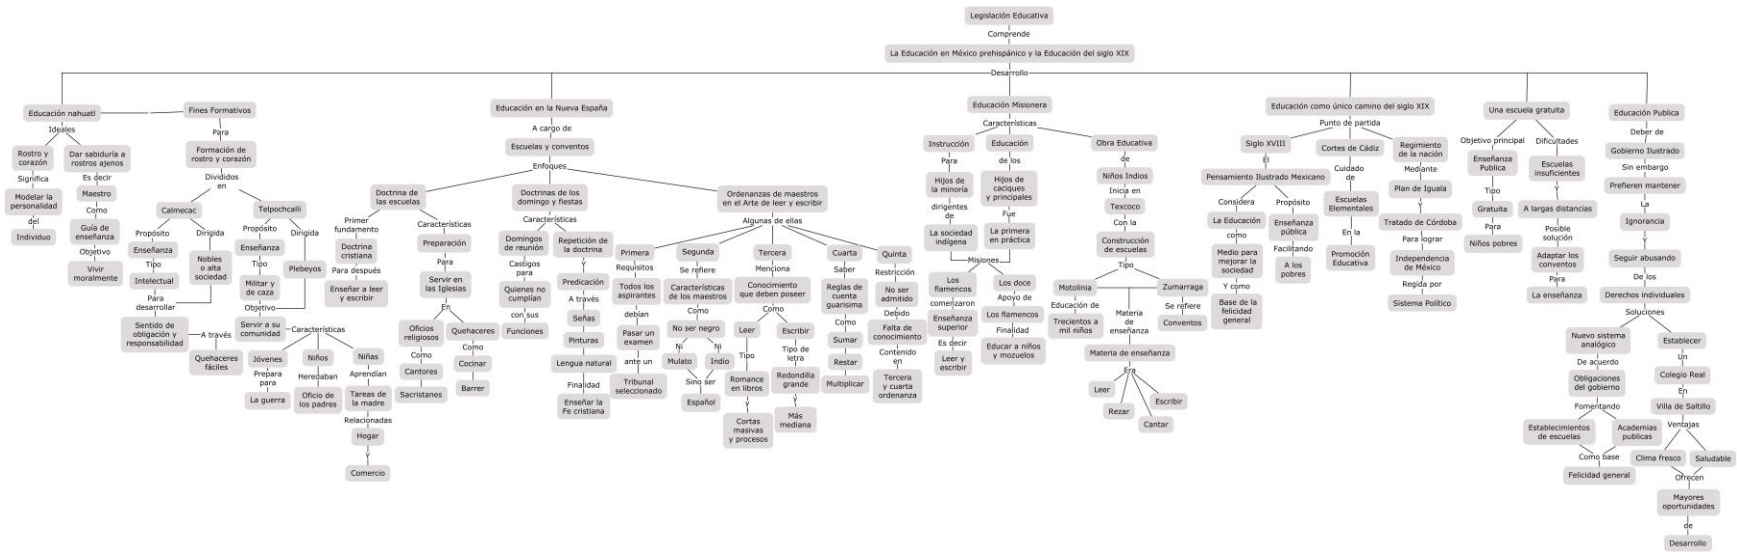 Legislación Educativa
Comprende
La Educación en México prehispánico y la Educación del siglo XIX
Desarrollo
Educación nahuatl
Ideales
Rostro y
corazón
Significa
Modelar la
personalidad
del
Individuo
Dar sabiduría a
rostros ajenos
Es decir
Maestro
Como
Guía de
enseñanza
Objetivo
Vivir
moralmente
Fines Formativos
Para
Formación de
rostro y corazón
Divididos
en
Calmecac
Propósito
Enseñanza
Tipo
Intelectual
Para
desarrollar
Dirigida
Nobles
o alta
sociedad
Sentido de
obligación y
responsabilidad
A través
Quehaceres
fáciles
Telpochcalli
Propósito
Enseñanza
Tipo
Militar y
de caza
Objetivo
Dirigida
Plebeyos
Servir a su
comunidad
Características
Jóvenes
Prepara
para
La guerra
Niños
Heredaban
Oficio de
los padres
Niñas
Aprendían
Tareas de
la madre
Relacionadas
Hogar
Y
Comercio
Educación en la Nueva España
A cargo de
Escuelas y conventos
Enfoques
Doctrina de
las escuelas
Primer
fundamento
Doctrina
cristiana
Para después
Enseñar a leer
y escribir
Características
Preparación
Para
Servir en
las Iglesias
En
Oficios
religiosos
Como
Cantores
Sacristanes
Quehaceres
Como
Cocinar
Barrer
Doctrinas de los
domingo y fiestas
Características
Domingos
de reunión
Castigos
para
Quienes no
cumplían
con sus
Funciones
Repetición de
la doctrina
Y
Predicación
A través
Señas
Pinturas
Lengua natural
Finalidad
Enseñar la
Fe cristiana
Ordenanzas de maestros
en el Arte de leer y escribir
Algunas de ellas
Primera
Requisitos
Todos los
aspirantes
debían
Pasar un
examen
ante un
Tribunal
seleccionado
Segunda
Se refiere
Características
de los maestros
Como
No ser negro
Ni
Mulato
Ni
Indio
Sino ser
Español
Tercera
Menciona
Conocimiento
que deben poseer
Como
Leer
Tipo
Romance
en libros
Y
Cortas
masivas
y procesos
Escribir
Tipo de
letra
Redondilla
grande
Y
Más
mediana
Cuarta
Saber
Reglas de
cuenta
guarisima
Como
Sumar
Restar
Multiplicar
Quinta
Restricción
No ser
admitido
Debido
Falta de
conocimiento
Contenido
en
Tercera
y cuarta
ordenanza
Educación Misionera
Características
Instrucción
Para
Hijos de
la minoría
dirigentes
de
La sociedad
indígena
Educación
de los
Hijos de
caciques
y principales
Fue
La primera
en práctica
Misiones
Los
flamencos
comenzaron
Enseñanza
superior
Es decir
Leer y
escribir
Los doce
Apoyo de
Los flamencos
Finalidad
Educar a niños
y mozuelos
Obra Educativa
de
Niños Indios
Inicia en
Texcoco
Con la
Construcción
de escuelas
Tipo
Motolinia
Educación de
Trecientos a
mil niños
Materia
de
enseñanza
Zumarraga
Se refiere
Conventos
Materia de enseñanza
Era
Leer
Rezar
Cantar
Escribir
Educación como único camino del siglo XIX
Punto de partida
Siglo XVIII
El
Pensamiento Ilustrado Mexicano
Considera
La Educación
como
Medio para
mejorar la
sociedad
Y como
Base de la
felicidad
general
Propósito
Enseñanza
pública
Facilitando
A los
pobres
Cortes de Cádiz
Cuidado
de
Escuelas
Elementales
En la
Promoción
Educativa
Regimiento
de la nación
Mediante
Plan de Iguala
Y
Tratado de Córdoba
Para lograr
Independencia
de México
Regida por
Sistema Político
Una escuela gratuita
Objetivo principal
Enseñanza
Publica
Tipo
Gratuita
Para
Niños pobres
Dificultades
Escuelas
insuficientes
Y
A largas distancias
Posible
solución
Adaptar los
conventos
Para
La enseñanza
Educación Publica
Deber de
Gobierno Ilustrado
Sin embargo
Prefieren mantener
La
Ignorancia
Y
Seguir abusando
De los
Derechos individuales
Soluciones
Nuevo sistema
analógico
De acuerdo
Obligaciones
del gobierno
Fomentando
Establecimientos
de escuelas
Academias
publicas
Como base
Felicidad general
Establecer
Un
Colegio Real
En
Villa de Saltillo
Ventajas
Clima fresco
Saludable
Ofrecen
Mayores
oportunidades
de
Desarrollo